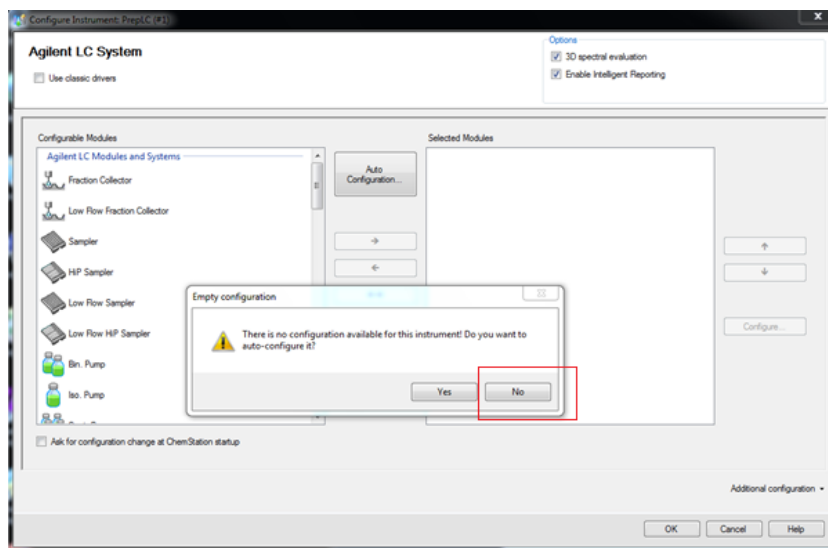 Configure Instrument: PrepLC (#1)
Agilent LC System
Use classic drivers
Options
3D spectral evaluation
Enable Intelligent Reporting
Configurable Modules
Agilent LC Modules and Systems
Fraction Collector
Low Flow Fraction Collector
Sampler
HiP Sampler
Low Flow Sampler
Low Flow HiP Sampler
Bin. Pump
Iso. Pump
Auto
Configuration...
Selected Modules
Configure...
Empty configuration
There is no configuration available for this instrument! Do you want to
auto-configure it?
Yes
No
Ask for configuration change at ChemStation startup
Additional configuration
OK
Cancel
Help